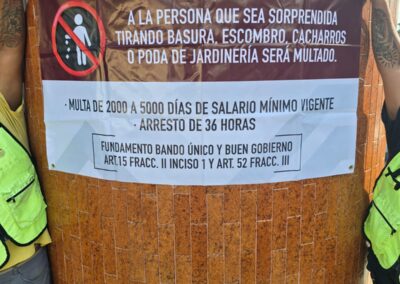 A LA PERSONA QUE SEA SORPRENDIDA
TIRANDO BASURA, ESCOMBRO, CACHARROS
O PODA DE JARDINERÍA SERÁ MULTADO.
· MULTA DE 2000 A 5000 DÍAS DE SALARIO MÍNIMO VIGENTE
· ARRESTO DE 36 HORAS
FUNDAMENTO BANDO ÚNICO Y BUEN GOBIERNO
ART.15 FRACC. II INCISO 1 Y ART. 52 FRACC. III